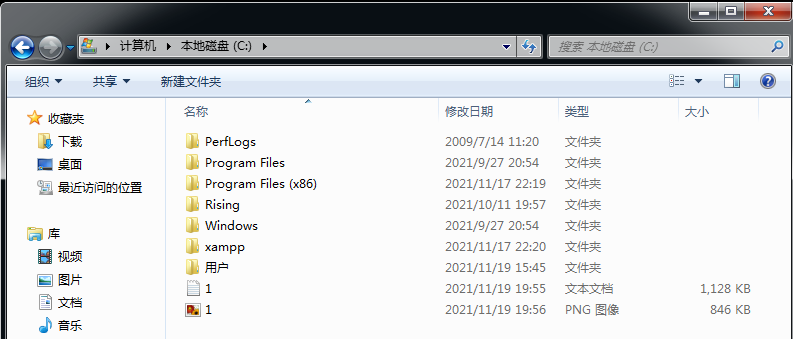 计算机 本地磁盘 (C:) 搜索 本地磁盘 (C:)
组织 共享 新建文件夹
收藏夹
下载
桌面
最近访问的位置
库
视频
图片
文档
音乐
名称 修改日期 类型 大小
PerfLogs 2009/7/14 11:20 文件夹
Program Files 2021/9/27 20:54 文件夹
Program Files (x86) 2021/11/17 22:19 文件夹
Rising 2021/10/11 19:57 文件夹
Windows 2021/9/27 20:54 文件夹
xampp 2021/11/17 22:20 文件夹
用户 2021/11/19 15:45 文件夹
1 2021/11/19 19:55 文本文档 1,128 KB
1 2021/11/19 19:56 PNG 图像 846 KB